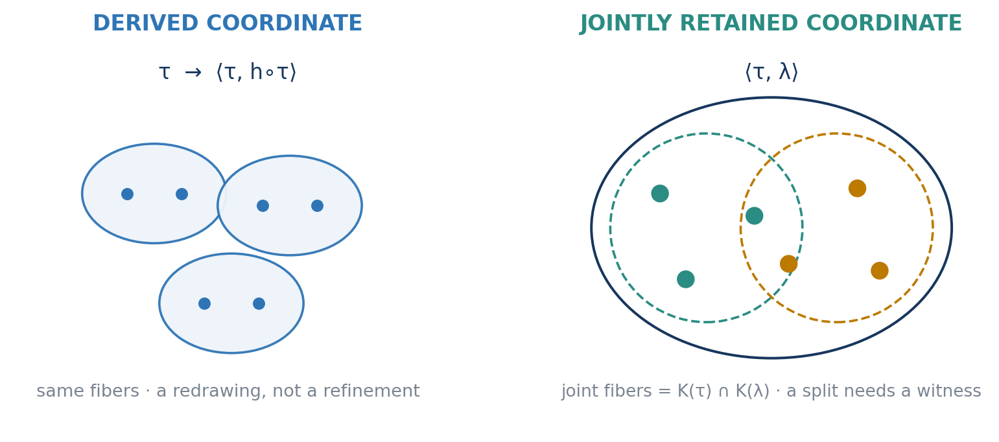 DERIVED COORDINATE
τ → ⟨τ, h∘τ⟩
same fibers · a redrawing, not a refinement
JOINTLY RETAINED COORDINATE
⟨τ, λ⟩
joint fibers = K(τ) ∩ K(λ) · a split needs a witness